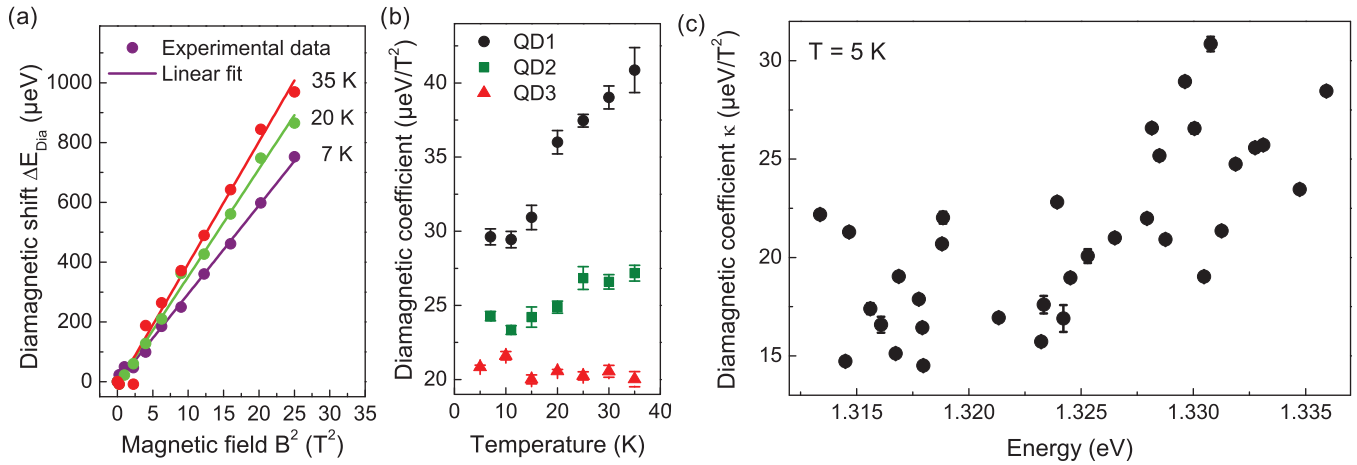 (a)
Experimental data
Linear fit
35 K
20 K
7 K
1000
800
600
400
200
0
Diamagnetic shift ΔE_Dia (µeV)
0 5 10 15 20 25 30 35
Magnetic field B² (T²)
(b)
QD1
QD2
QD3
40
35
30
25
20
Diamagnetic coefficient (µeV/T²)
0 10 20 30 40
Temperature (K)
(c)
T = 5 K
30
25
20
15
Diamagnetic coefficient κ (µeV/T²)
1.315 1.320 1.325 1.330 1.335
Energy (eV)